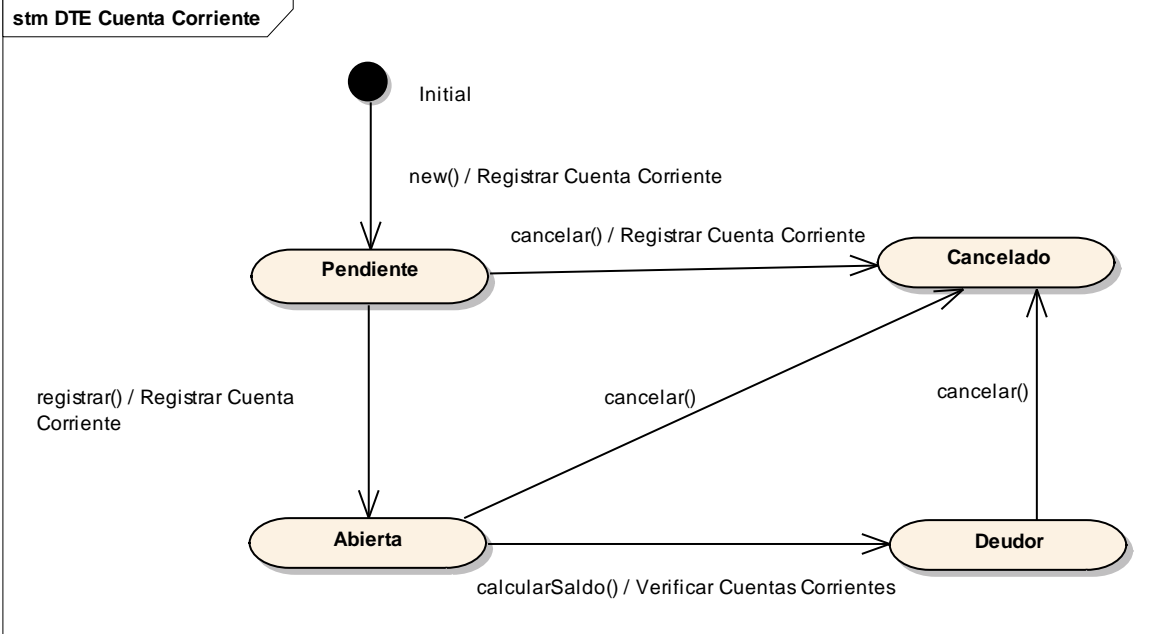 stm DTE Cuenta Corriente
Initial
new() / Registrar Cuenta Corriente
cancelar() / Registrar Cuenta Corriente
Pendiente
Cancelado
registrar() / Registrar Cuenta
Corriente
cancelar()
cancelar()
Abierta
Deudor
calcularSaldo() / Verificar Cuentas Corrientes